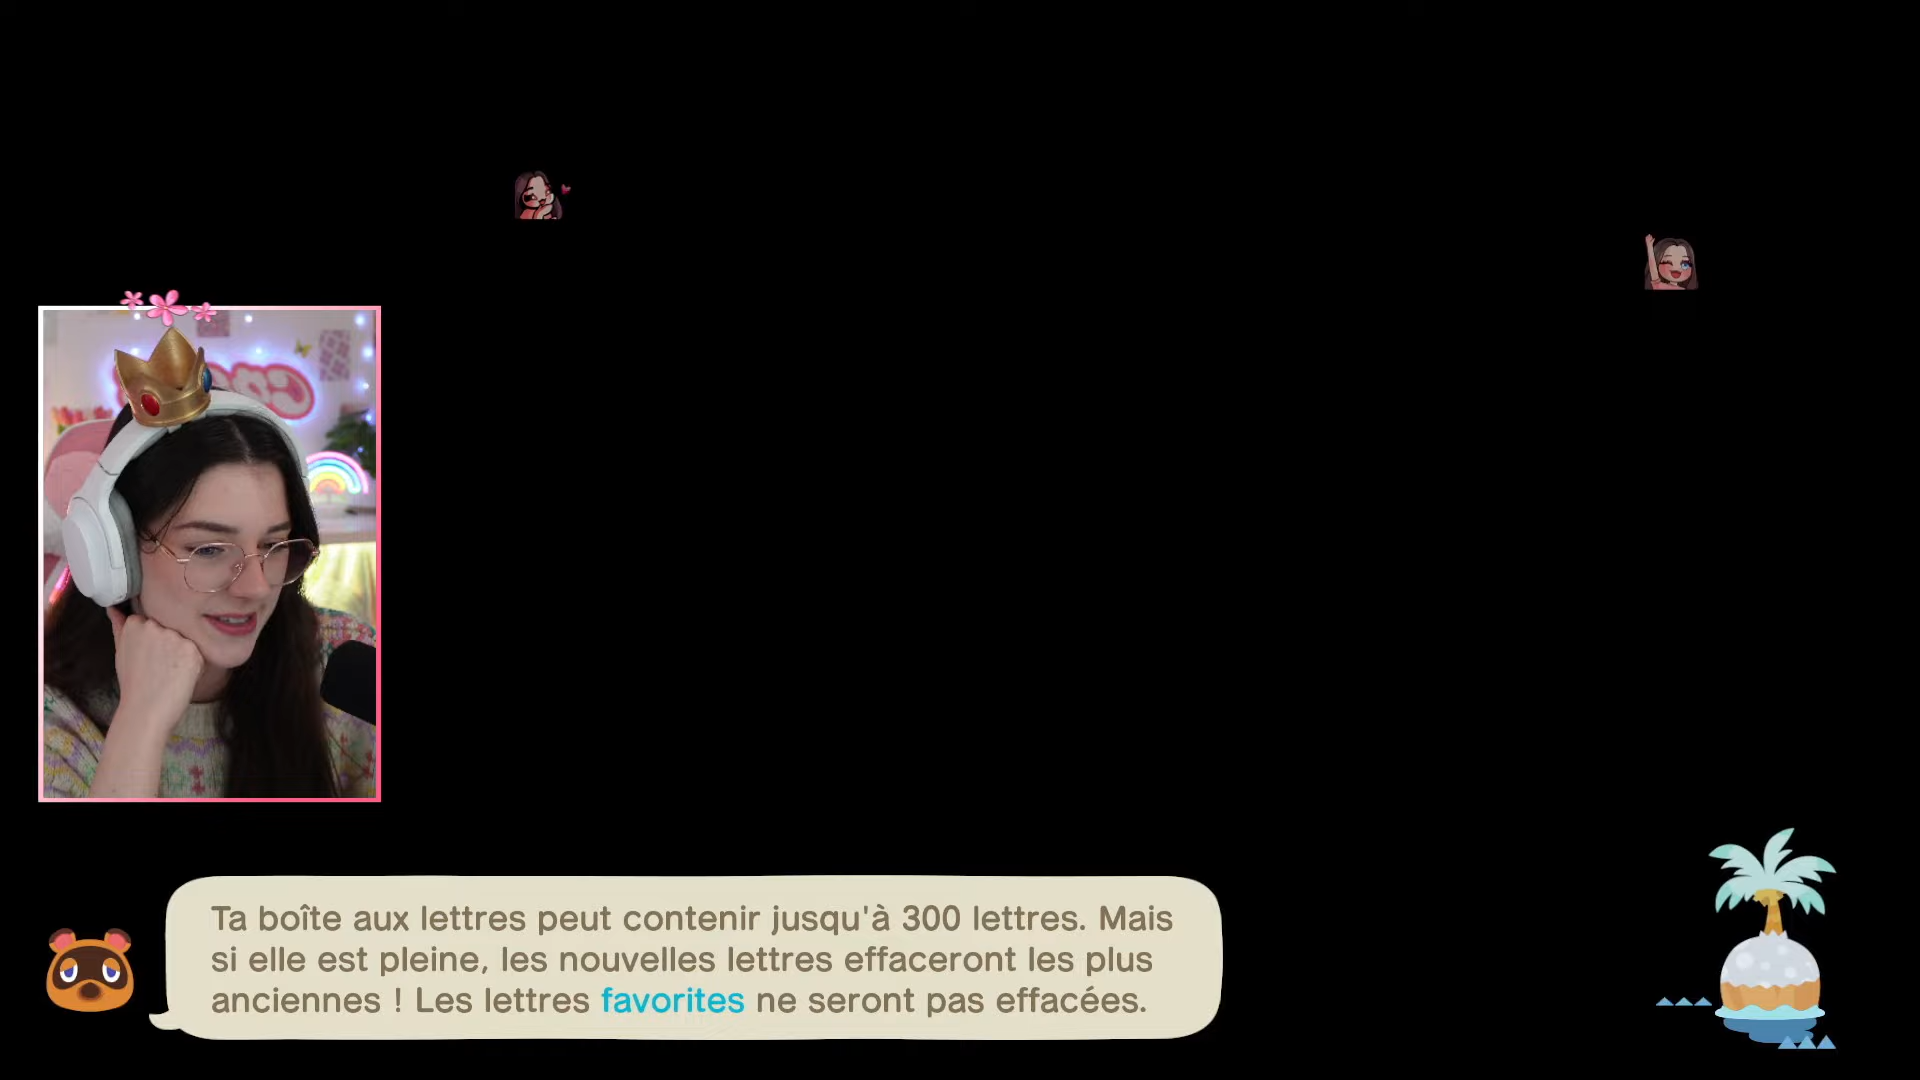 Ta boîte aux lettres peut contenir jusqu'à 300 lettres. Mais
si elle est pleine, les nouvelles lettres effaceront les plus
anciennes ! Les lettres favorites ne seront pas effacées.